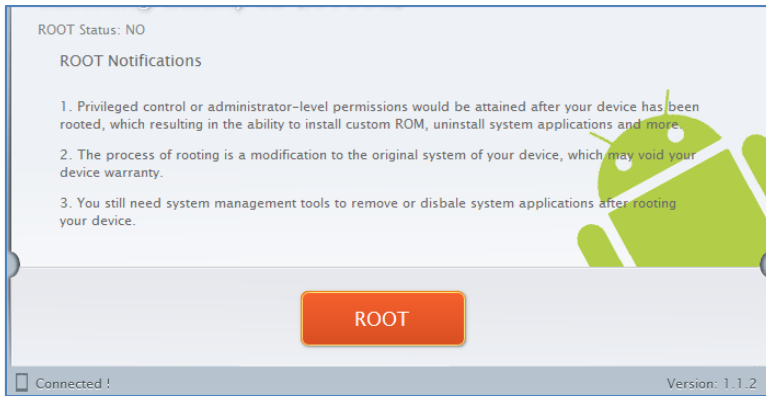 ROOT Status: NO
ROOT Notifications
1. Privileged control or administrator-level permissions would be attained after your device has been
rooted, which resulting in the ability to install custom ROM, uninstall system applications and more.
2. The process of rooting is a modification to the original system of your device, which may void your
device warranty.
3. You still need system management tools to remove or disbale system applications after rooting
your device.
ROOT
Connected !
Version: 1.1.2